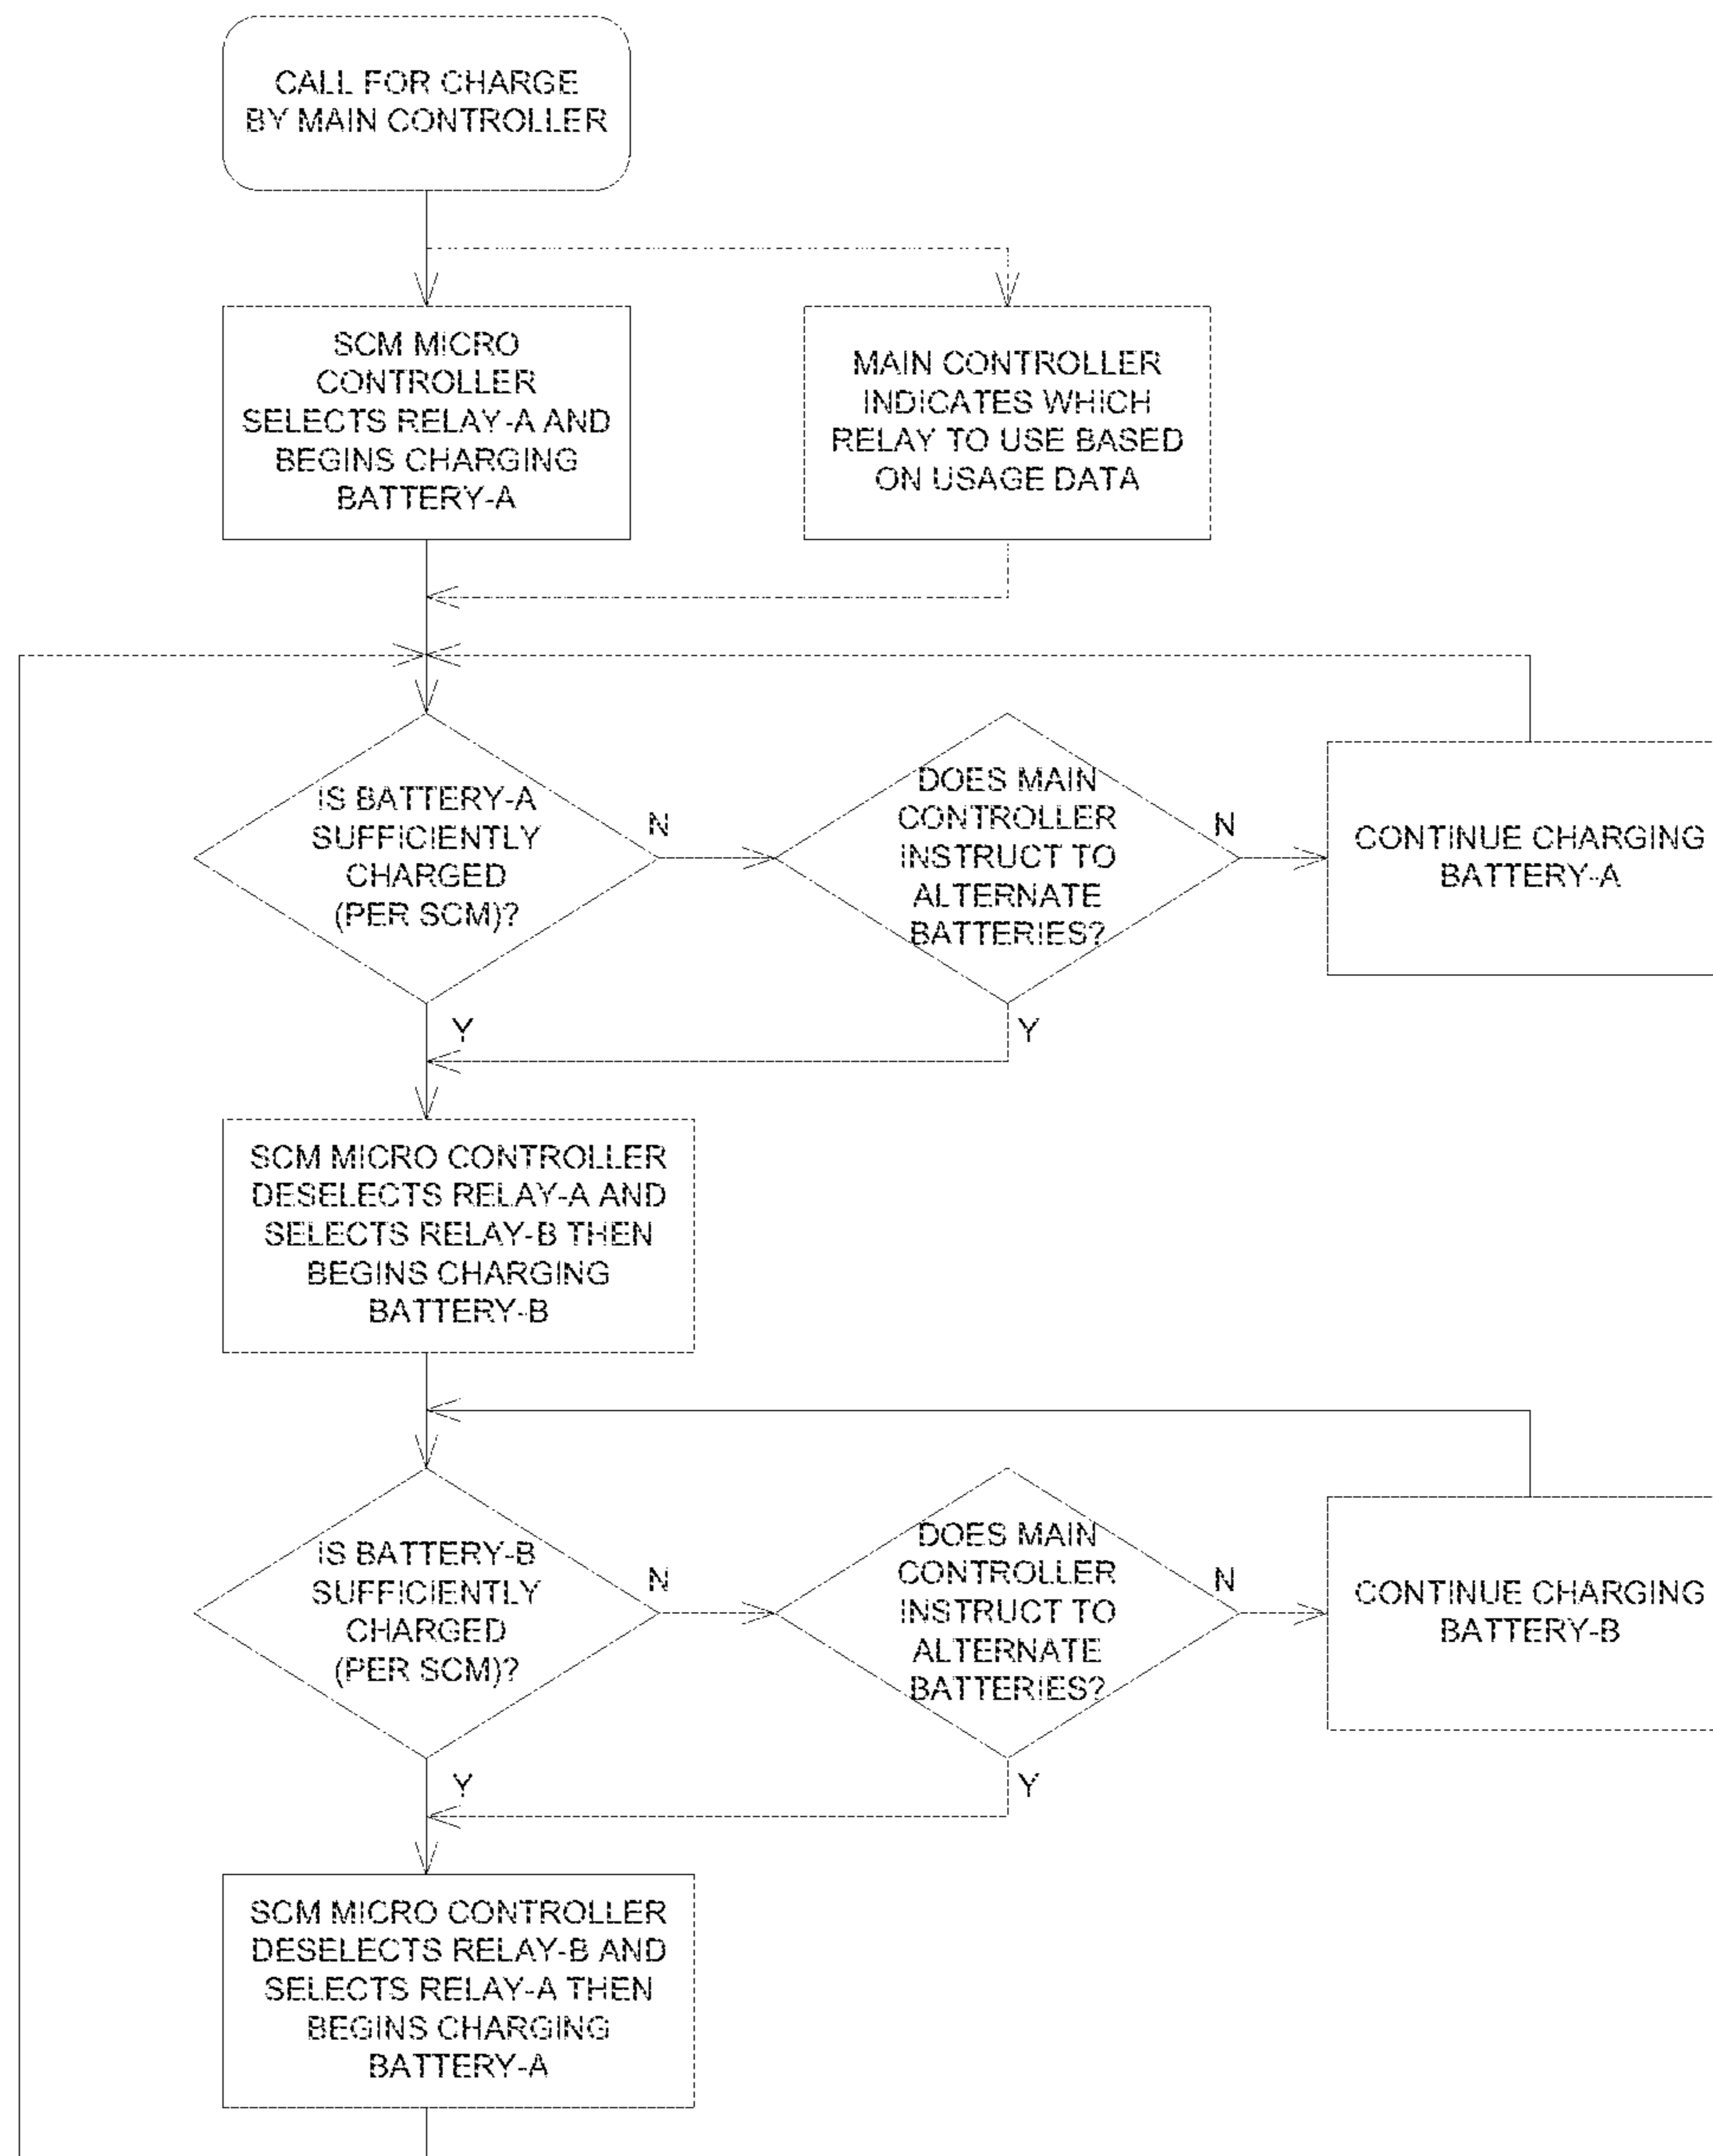 CALL FOR CHARGE
BY MAIN CONTROLLER
SCM MICRO
CONTROLLER
SELECTS RELAY-A AND
BEGINS CHARGING
BATTERY-A
MAIN CONTROLLER
INDICATES WHICH
RELAY TO USE BASED
ON USAGE DATA
IS BATTERY-A
SUFFICIENTLY
CHARGED
(PER SCM)?
N
DOES MAIN
CONTROLLER
INSTRUCT TO
ALTERNATE
BATTERIES?
N
CONTINUE CHARGING
BATTERY-A
Y
Y
SCM MICRO CONTROLLER
DESELECTS RELAY-A AND
SELECTS RELAY-B THEN
BEGINS CHARGING
BATTERY-B
IS BATTERY-B
SUFFICIENTLY
CHARGED
(PER SCM)?
N
DOES MAIN
CONTROLLER
INSTRUCT TO
ALTERNATE
BATTERIES?
N
CONTINUE CHARGING
BATTERY-B
Y
Y
SCM MICRO CONTROLLER
DESELECTS RELAY-B AND
SELECTS RELAY-A THEN
BEGINS CHARGING
BATTERY-A